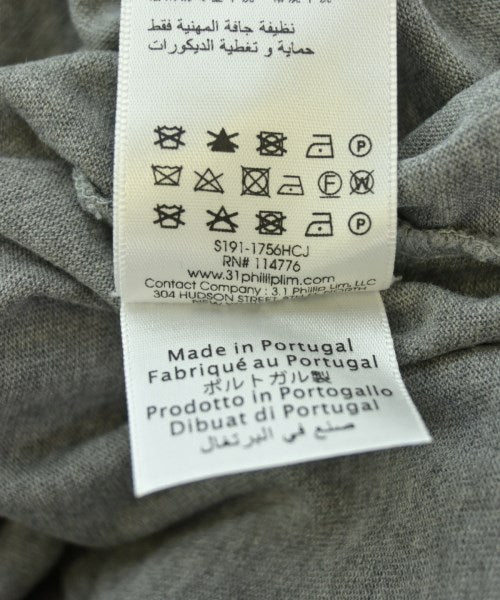 نظيفة جافة المهنية فقط
حماية و تغطية الديكورات
S191-1756HCJ
RN# 114776
www.31philliplim.com
Contact Company : 3.1 Phillip Lim, LLC
304 HUDSON STREET
Made in Portugal
Fabriqué au Portugal
ポルトガル製
Prodotto in Portogallo
Dibuat di Portugal
صنع في البرتغال